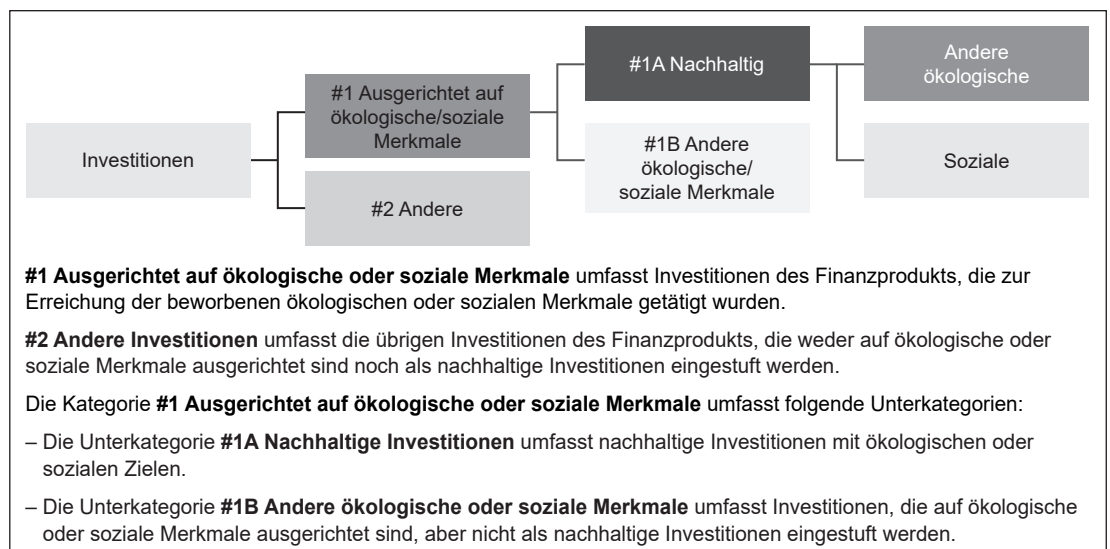 Investitionen
#1 Ausgerichtet auf
ökologische/soziale
Merkmale
#2 Andere
#1A Nachhaltig
#1B Andere
ökologische/
soziale Merkmale
Andere
ökologische
Soziale
#1 Ausgerichtet auf ökologische oder soziale Merkmale umfasst Investitionen des Finanzprodukts, die zur
Erreichung der beworbenen ökologischen oder sozialen Merkmale getätigt wurden.
#2 Andere Investitionen umfasst die übrigen Investitionen des Finanzprodukts, die weder auf ökologische oder
soziale Merkmale ausgerichtet sind noch als nachhaltige Investitionen eingestuft werden.
Die Kategorie #1 Ausgerichtet auf ökologische oder soziale Merkmale umfasst folgende Unterkategorien:
– Die Unterkategorie #1A Nachhaltige Investitionen umfasst nachhaltige Investitionen mit ökologischen oder
sozialen Zielen.
– Die Unterkategorie #1B Andere ökologische oder soziale Merkmale umfasst Investitionen, die auf ökologische
oder soziale Merkmale ausgerichtet sind, aber nicht als nachhaltige Investitionen eingestuft werden.